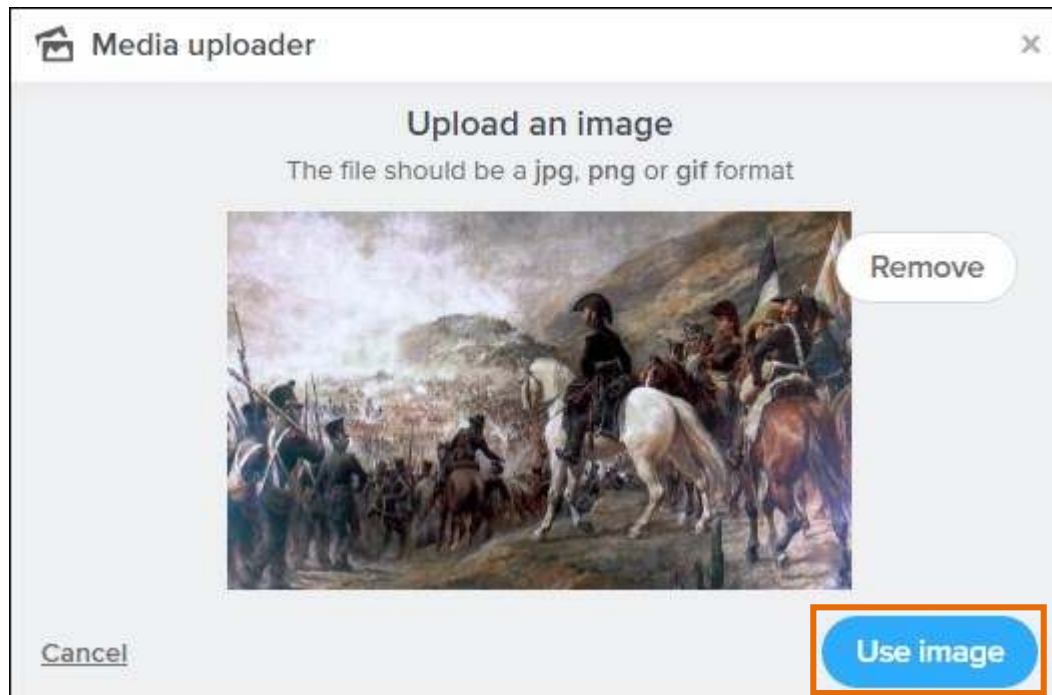 Media uploader
×
Upload an image
The file should be a jpg, png or gif format
Remove
Cancel
Use image